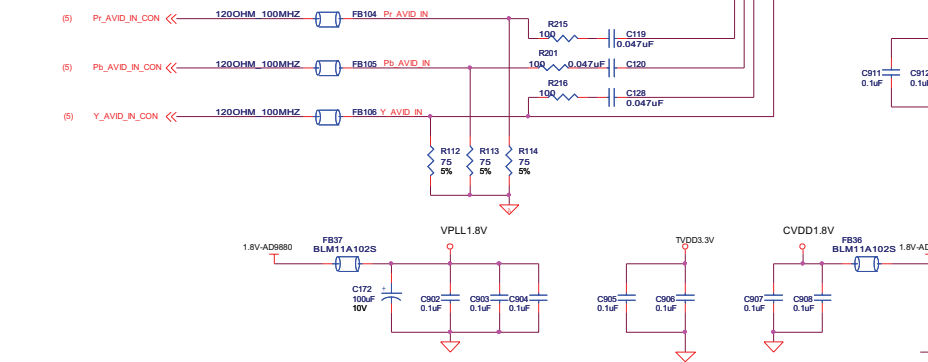 (5) Pr_AVID_IN_CON 120OHM_100MHZ FB104 Pr_AVID_IN
R215
100
C119
0.047uF
R201
(5) Pb_AVID_IN_CON 120OHM_100MHZ FB105 Pb_AVID_IN 100 0.047uF C120
R216
100
C128
0.047uF
(5) Y_AVID_IN_CON 120OHM_100MHZ FB106 Y_AVID_IN
C911
0.1uF
R112
75
5%
R113
75
5%
R114
75
5%
VPLL1.8V
1.8V-AD9880
FB37
BLM11A102S
C172
100uF
10V
+
C902
0.1uF
C903
0.1uF
C904
0.1uF
TVDD3.3V
C905
0.1uF
C906
0.1uF
CVDD1.8V
FB36
BLM11A102S
C907
0.1uF
C908
0.1uF